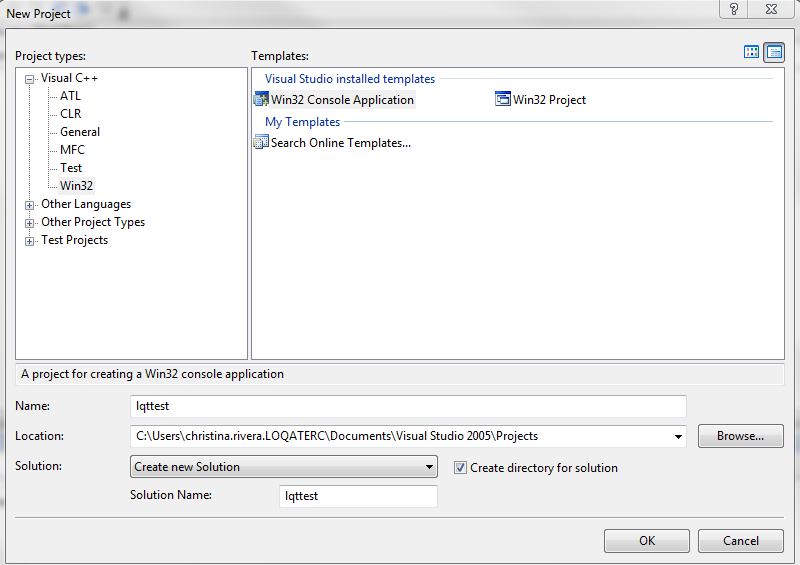 New Project
Project types:
Templates:
Visual C++
ATL
CLR
General
MFC
Test
Win32
Other Languages
Other Project Types
Test Projects
Visual Studio installed templates
Win32 Console Application
Win32 Project
My Templates
Search Online Templates...
A project for creating a Win32 console application
Name:
lqttest
Location:
C:\Users\christina.rivera.LOQATERC\Documents\Visual Studio 2005\Projects
Browse...
Solution:
Create new Solution
Create directory for solution
Solution Name:
lqttest
OK
Cancel